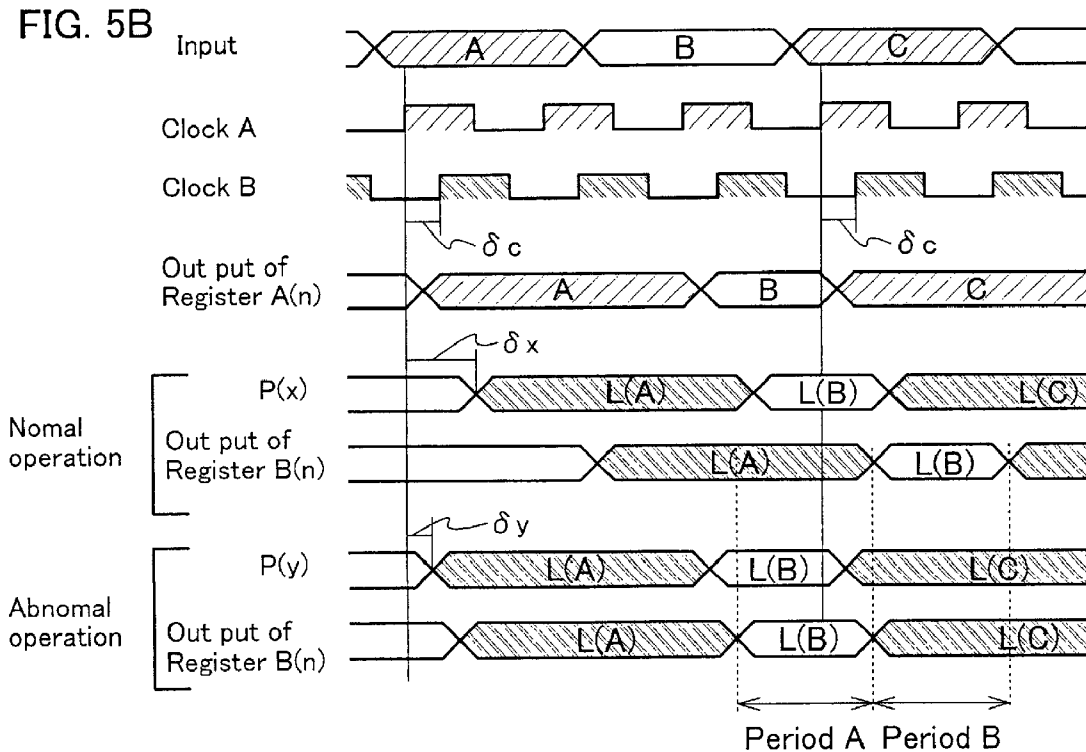 FIG. 5B
Input
A
B
C
Clock A
Clock B
δc
δc
Out put of
Register A(n)
A
B
C
δx
Nomal
operation
P(x)
L(A)
L(B)
L(C)
Out put of
Register B(n)
L(A)
L(B)
δy
Abnomal
operation
P(y)
L(A)
L(B)
L(C)
Out put of
Register B(n)
L(A)
L(B)
L(C)
Period A
Period B